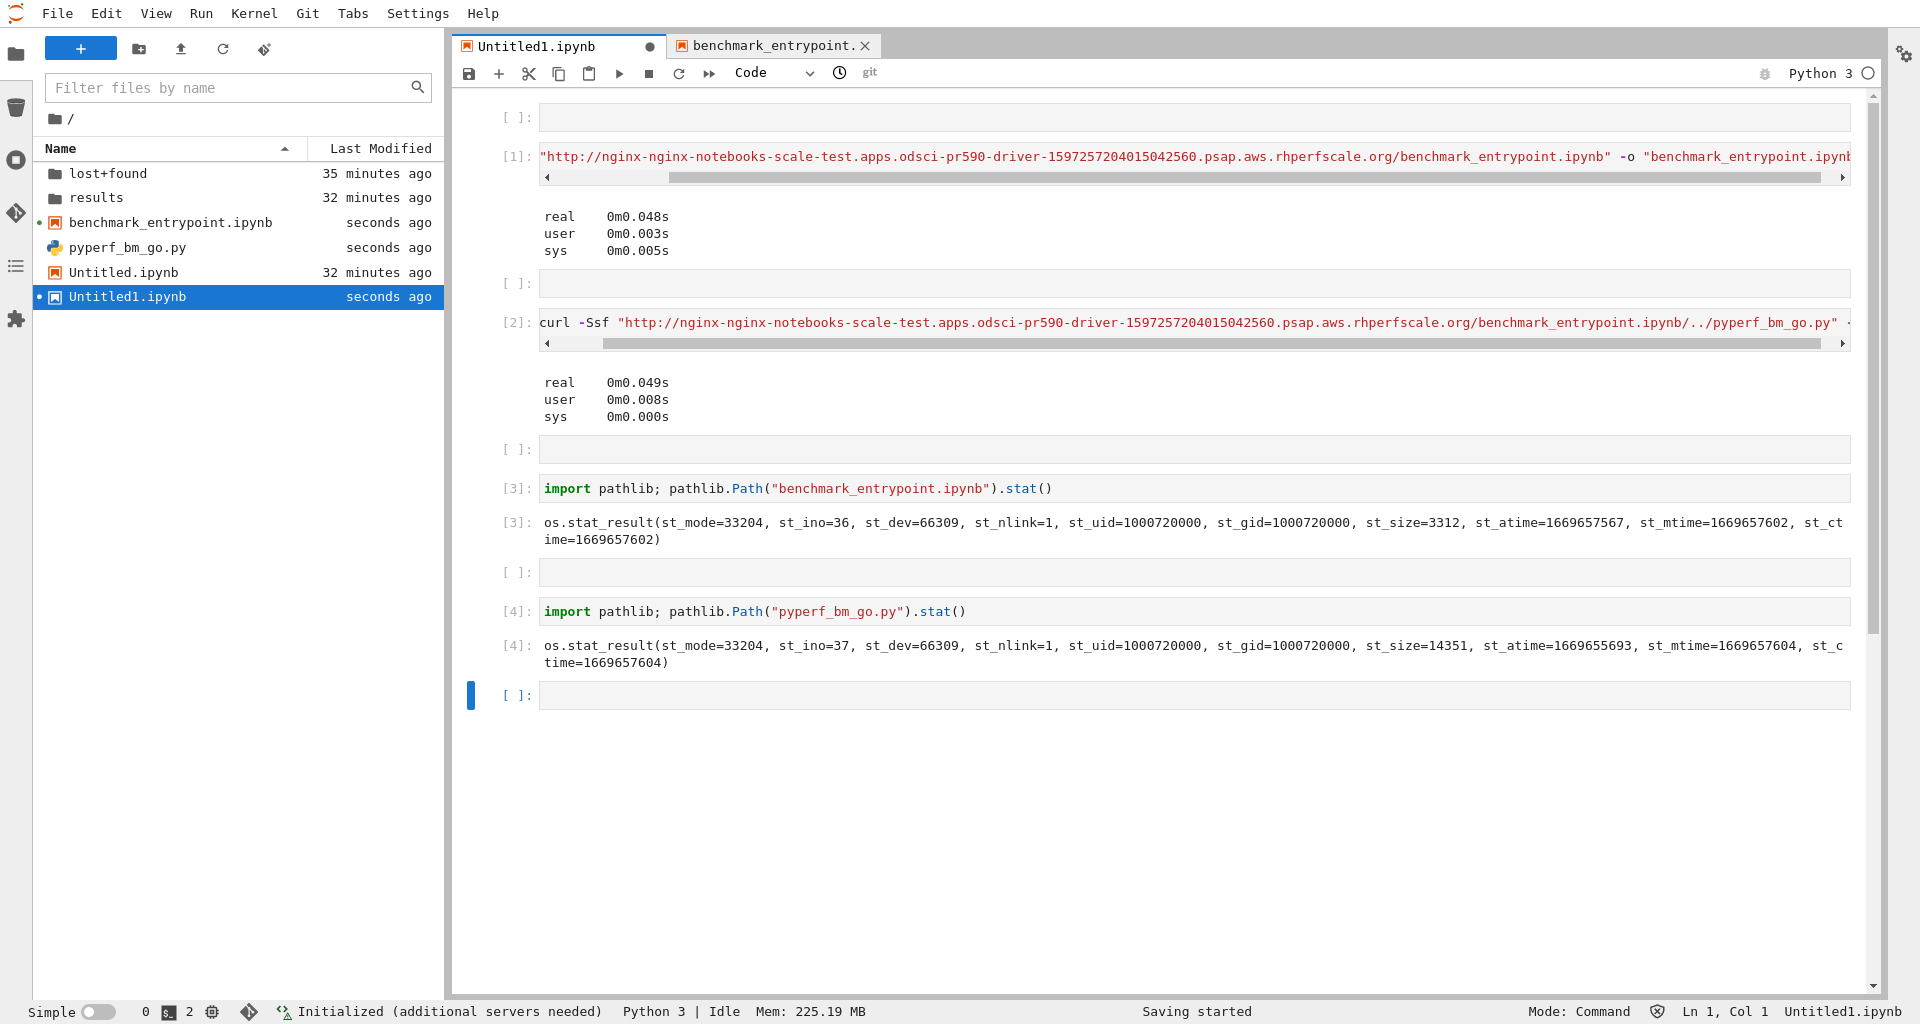 File Edit View Run Kernel Git Tabs Settings Help
Filter files by name
/
Name Last Modified
lost+found 35 minutes ago
results 32 minutes ago
benchmark_entrypoint.ipynb seconds ago
pyperf_bm_go.py seconds ago
Untitled.ipynb 32 minutes ago
Untitled1.ipynb seconds ago
Untitled1.ipynb benchmark_entrypoint.
Code git Python 3
[ ]:
[1]: "http://nginx-nginx-notebooks-scale-test.apps.odsci-pr590-driver-1597257204015042560.psap.aws.rhperfscale.org/benchmark_entrypoint.ipynb" -o "benchmark_entrypoint.ipynb
real 0m0.048s
user 0m0.003s
sys 0m0.005s
[ ]:
[2]: curl -Ssf "http://nginx-nginx-notebooks-scale-test.apps.odsci-pr590-driver-1597257204015042560.psap.aws.rhperfscale.org/benchmark_entrypoint.ipynb/../pyperf_bm_go.py" -
real 0m0.049s
user 0m0.008s
sys 0m0.000s
[ ]:
[3]: import pathlib; pathlib.Path("benchmark_entrypoint.ipynb").stat()
[3]: os.stat_result(st_mode=33204, st_ino=36, st_dev=66309, st_nlink=1, st_uid=1000720000, st_gid=1000720000, st_size=3312, st_atime=1669657567, st_mtime=1669657602, st_ct
ime=1669657602)
[ ]:
[4]: import pathlib; pathlib.Path("pyperf_bm_go.py").stat()
[4]: os.stat_result(st_mode=33204, st_ino=37, st_dev=66309, st_nlink=1, st_uid=1000720000, st_gid=1000720000, st_size=14351, st_atime=1669655693, st_mtime=1669657604, st_c
time=1669657604)
[ ]:
Simple 0 $_ 2 Initialized (additional servers needed) Python 3 | Idle Mem: 225.19 MB Saving started Mode: Command Ln 1, Col 1 Untitled1.ipynb